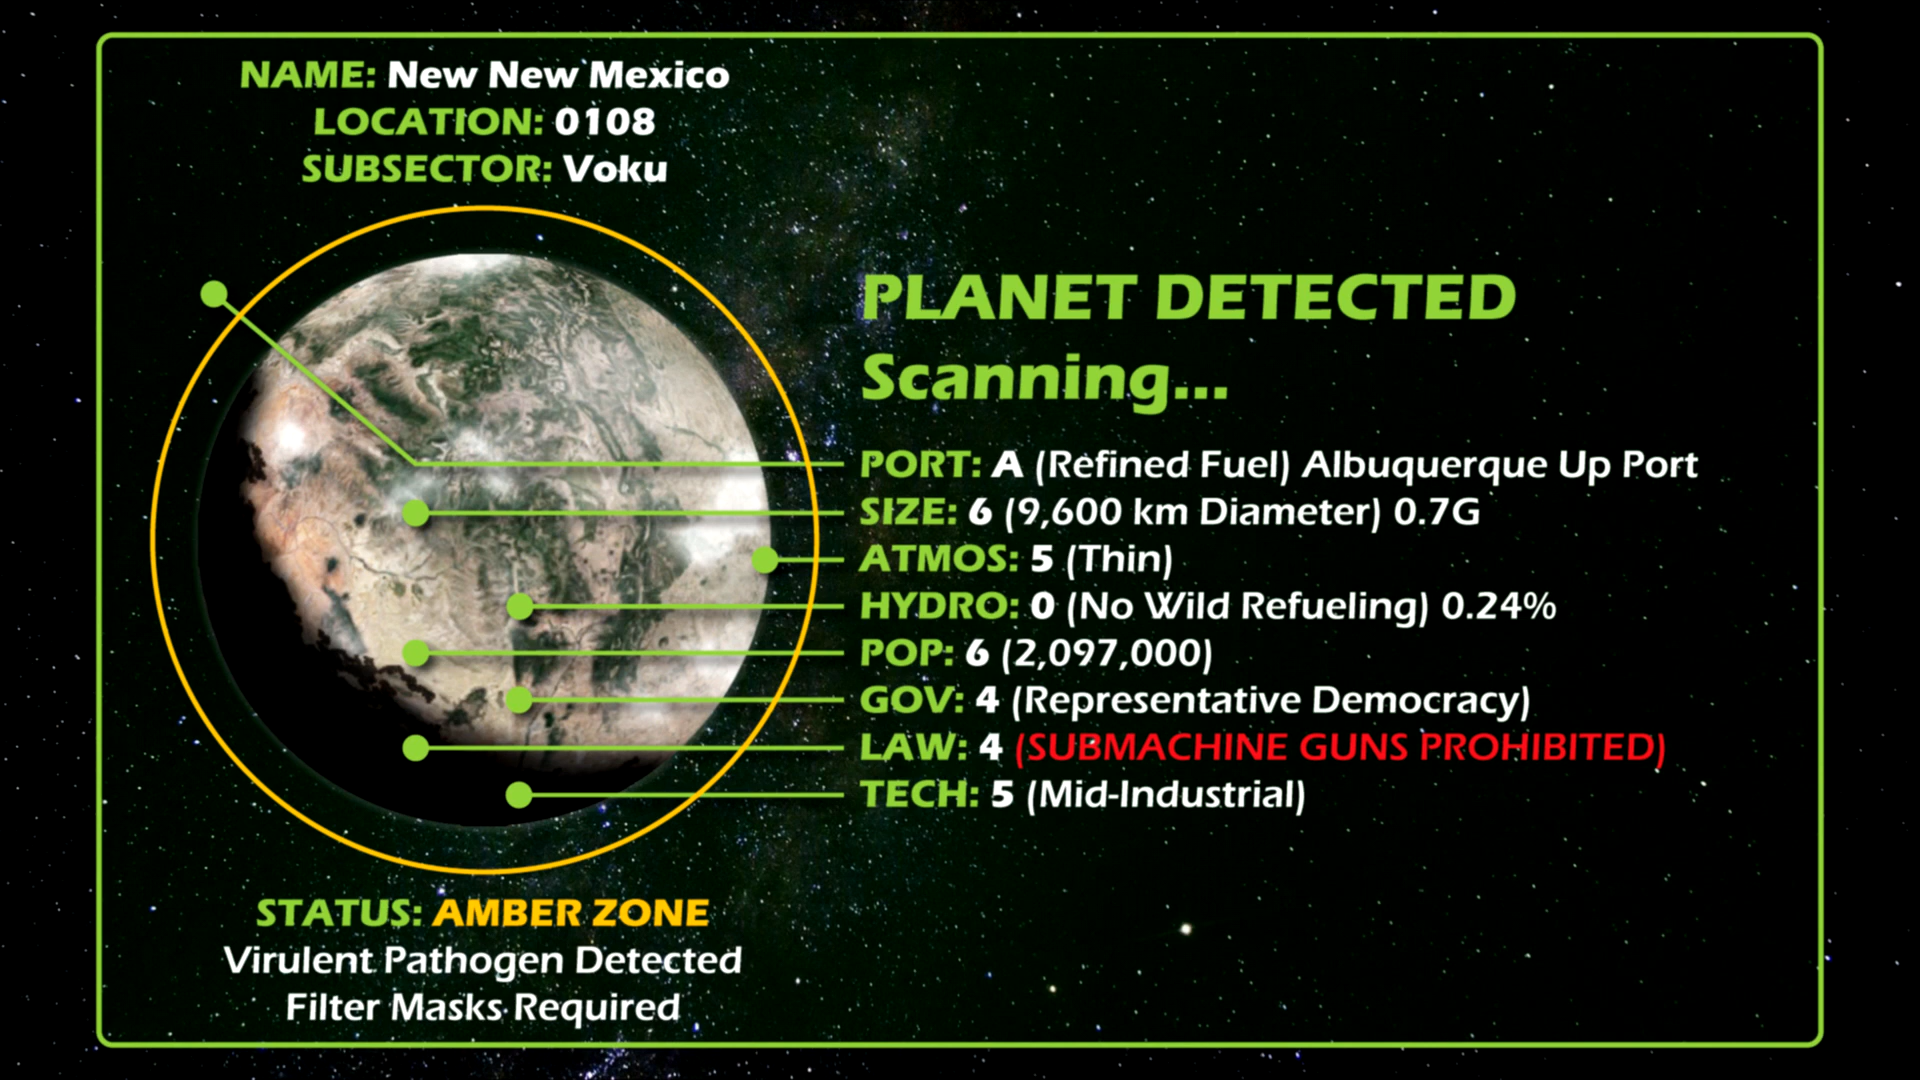 NAME: New New Mexico
LOCATION: 0108
SUBSECTOR: Voku
PLANET DETECTED
Scanning...
PORT: A (Refined Fuel) Albuquerque Up Port
SIZE: 6 (9,600 km Diameter) 0.7G
ATMOS: 5 (Thin)
HYDRO: 0 (No Wild Refueling) 0.24%
POP: 6 (2,097,000)
GOV: 4 (Representative Democracy)
LAW: 4 (SUBMACHINE GUNS PROHIBITED)
TECH: 5 (Mid-Industrial)
STATUS: AMBER ZONE
Virulent Pathogen Detected
Filter Masks Required